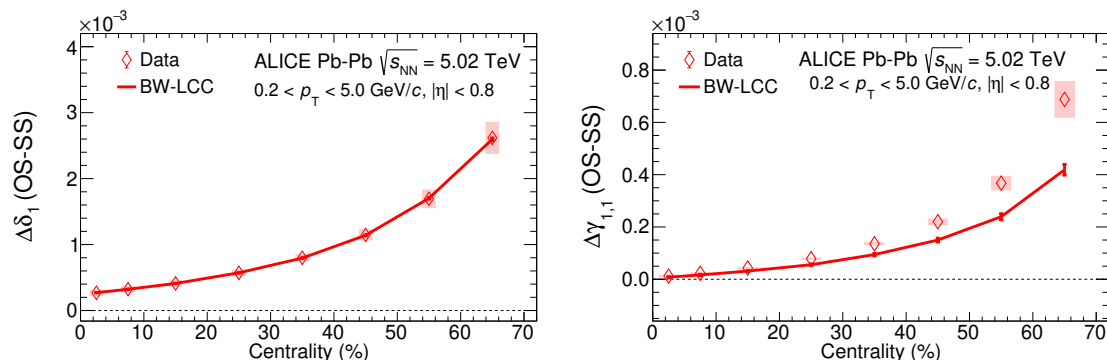 ×10⁻³
4
3
2
1
0
Δδ₁ (OS-SS)
Data
BW-LCC
ALICE Pb-Pb √s_NN = 5.02 TeV
0.2 < p_T < 5.0 GeV/c, |η| < 0.8
0 10 20 30 40 50 60 70
Centrality (%)
×10⁻³
0.8
0.6
0.4
0.2
0.0
Δγ₁,₁ (OS-SS)
Data
BW-LCC
ALICE Pb-Pb √s_NN = 5.02 TeV
0.2 < p_T < 5.0 GeV/c, |η| < 0.8
0 10 20 30 40 50 60 70
Centrality (%)